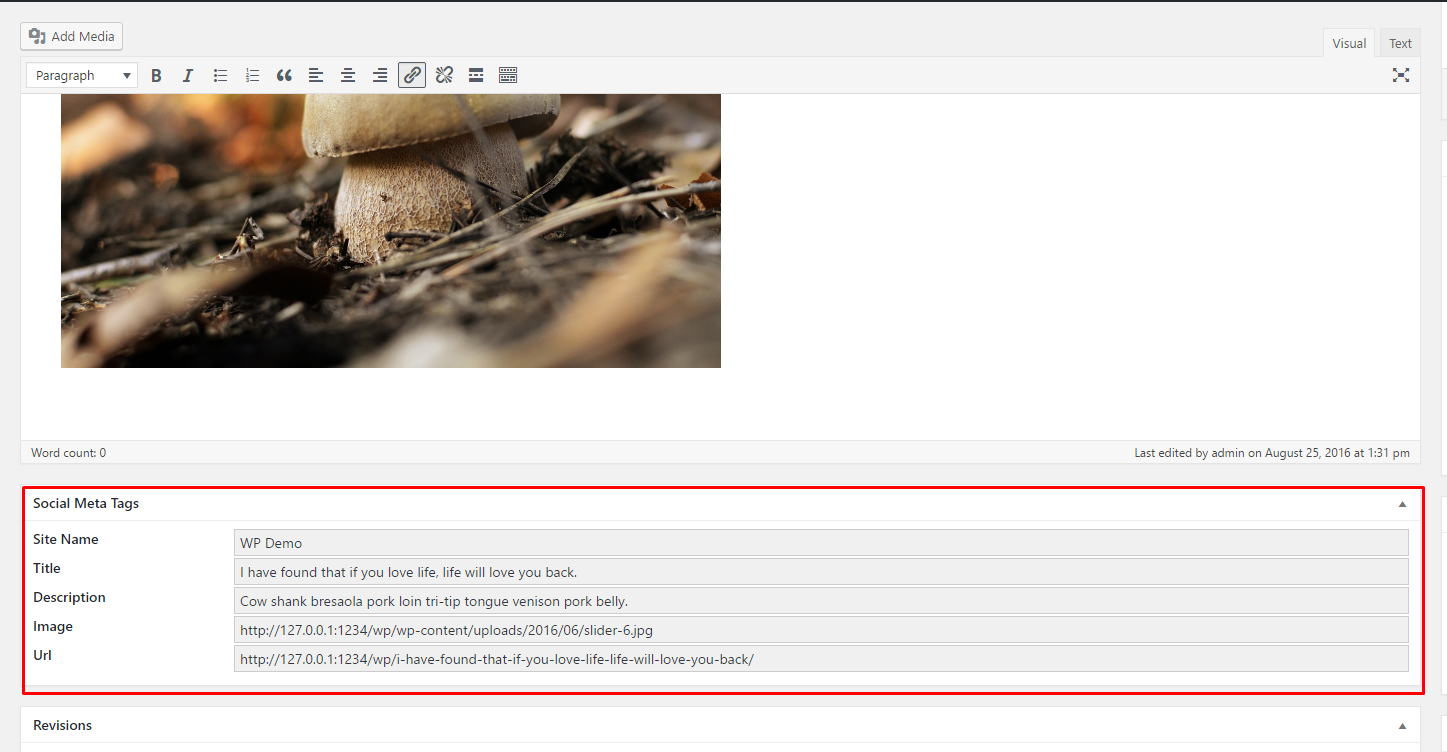 Add Media
Visual Text
Paragraph
Word count: 0
Last edited by admin on August 25, 2016 at 1:31 pm
Social Meta Tags
Site Name WP Demo
Title I have found that if you love life, life will love you back.
Description Cow shank bresaola pork loin tri-tip tongue venison pork belly.
Image http://127.0.0.1:1234/wp/wp-content/uploads/2016/06/slider-6.jpg
Url http://127.0.0.1:1234/wp/i-have-found-that-if-you-love-life-life-will-love-you-back/
Revisions